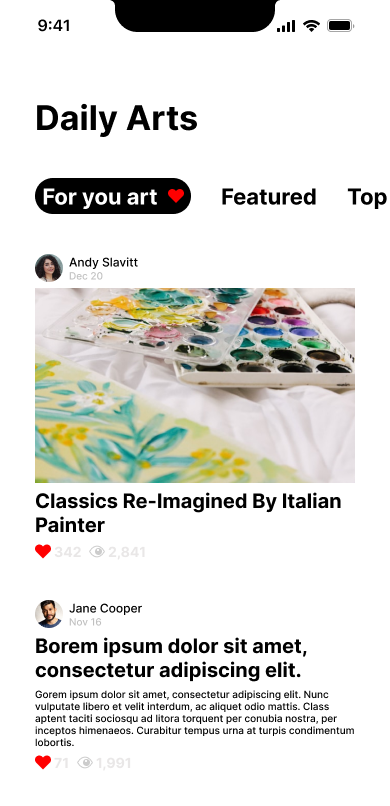 9:41
Daily Arts
For you art Featured Top
Andy Slavitt
Dec 20
Classics Re-Imagined By Italian
Painter
342 2,841
Jane Cooper
Nov 16
Borem ipsum dolor sit amet,
consectetur adipiscing elit.
Gorem ipsum dolor sit amet, consectetur adipiscing elit. Nunc
vulputate libero et velit interdum, ac aliquet odio mattis. Class
aptent taciti sociosqu ad litora torquent per conubia nostra, per
inceptos himenaeos. Curabitur tempus urna at turpis condimentum
lobortis.
71 1,991